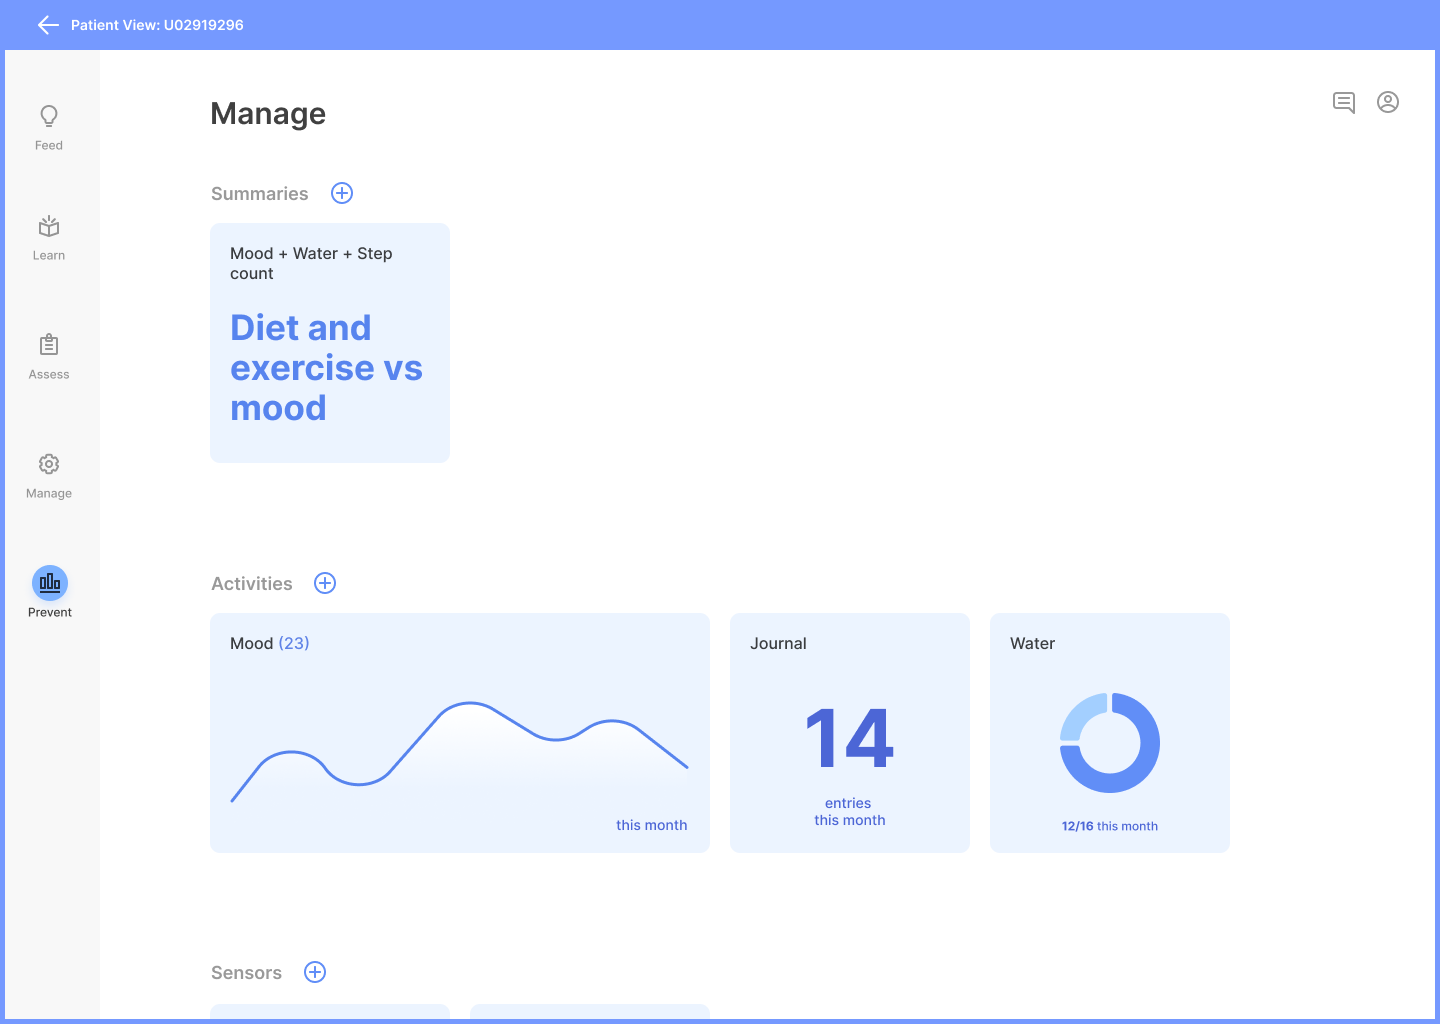 Patient View: U02919296
Feed
Learn
Assess
Manage
Prevent
Manage
Summaries
Mood + Water + Step
count
Diet and
exercise vs
mood
Activities
Mood (23)
this month
Journal
14
entries
this month
Water
12/16 this month
Sensors